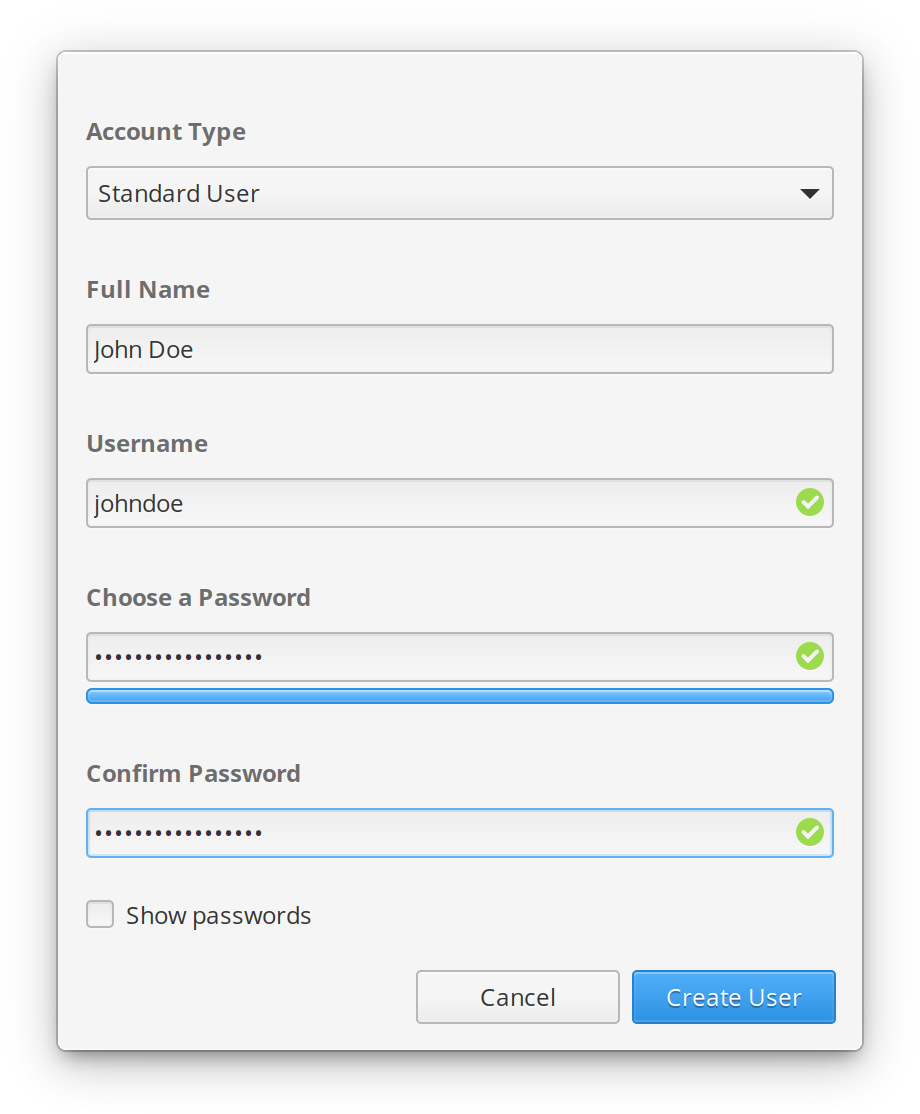 Account Type
Standard User
Full Name
John Doe
Username
johndoe
Choose a Password
•••••••••••••••••
Confirm Password
•••••••••••••••••
Show passwords
Cancel
Create User